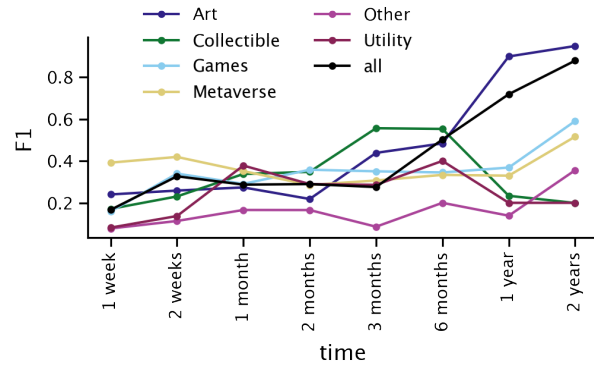 Art
Collectible
Games
Metaverse
Other
Utility
all
F1
0.8
0.6
0.4
0.2
1 week
2 weeks
1 month
2 months
3 months
6 months
1 year
2 years
time